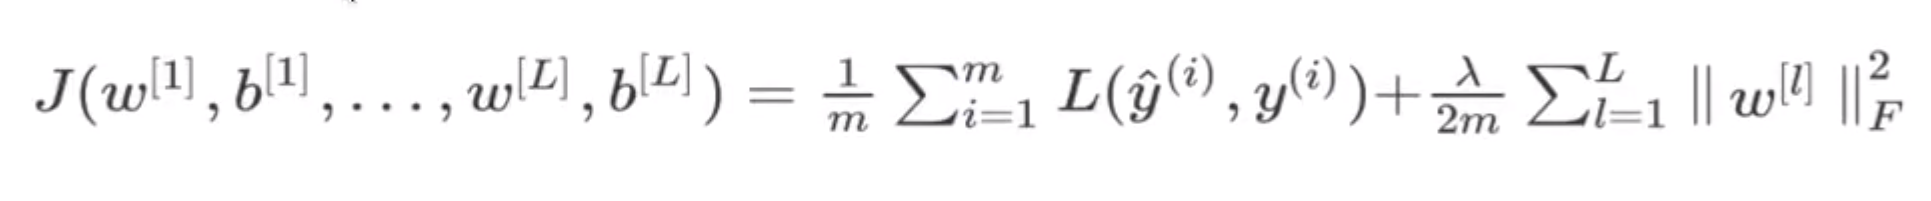 J(w^{[1]}, b^{[1]}, ..., w^{[L]}, b^{[L]}) = \frac{1}{m} \sum_{i=1}^{m} L(\hat{y}^{(i)}, y^{(i)}) + \frac{\lambda}{2m} \sum_{l=1}^{L} \| w^{[l]} \|_F^2